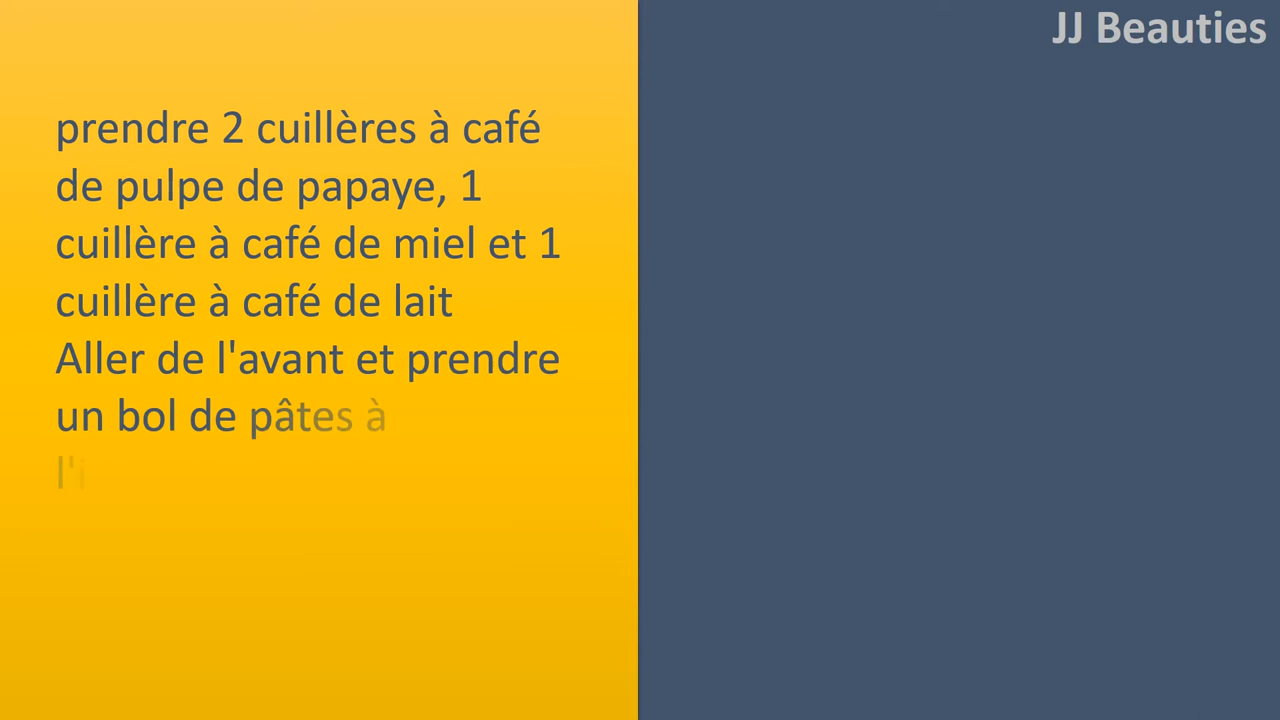 JJ Beauties
prendre 2 cuillères à café
de pulpe de papaye, 1
cuillère à café de miel et 1
cuillère à café de lait
Aller de l'avant et prendre
un bol de pâtes à